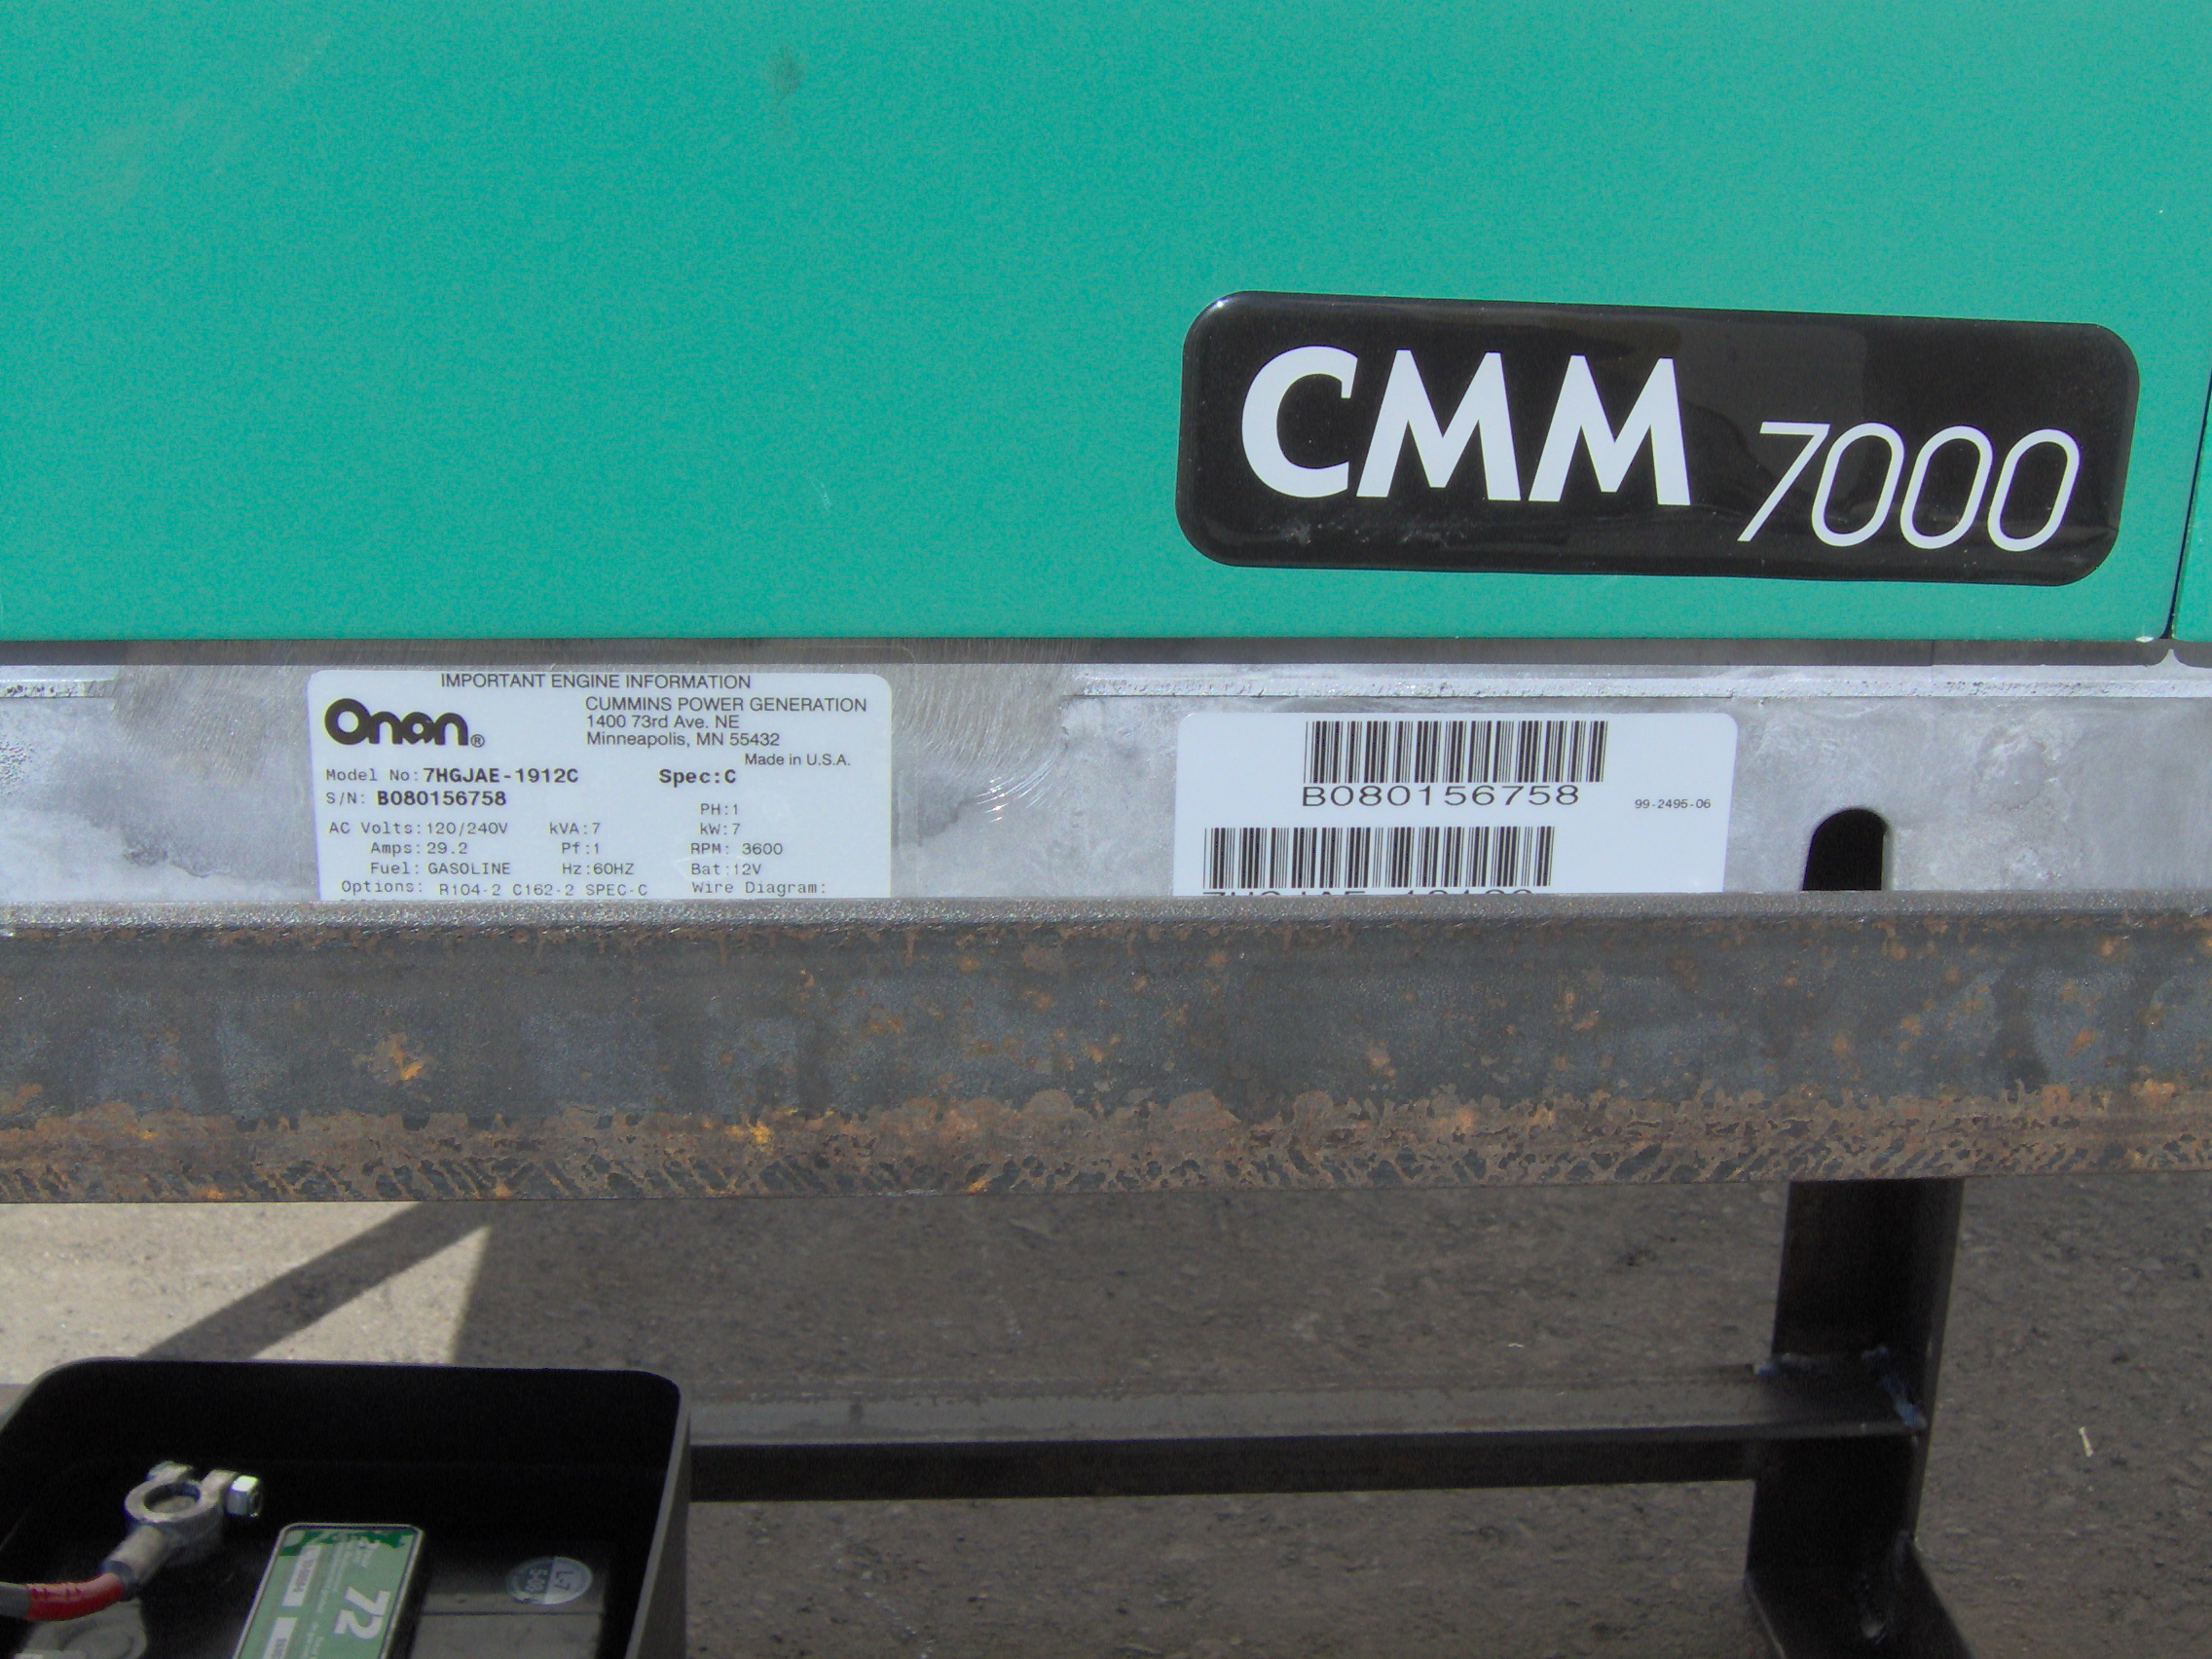 CMM 7000
IMPORTANT ENGINE INFORMATION
Onan®
CUMMINS POWER GENERATION
1400 73rd Ave. NE
Minneapolis, MN 55432
Made in U.S.A.
Model No: 7HGJAE-1912C Spec: C
S/N: B080156758
PH: 1
AC Volts: 120/240V kVA: 7 kW: 7
Amps: 29.2 Pf: 1 RPM: 3600
Fuel: GASOLINE Hz: 60HZ Bat: 12V
Options: R104-2 C162-2 SPEC-C Wire Diagram:
B080156758
99-2495-06
72
L-7